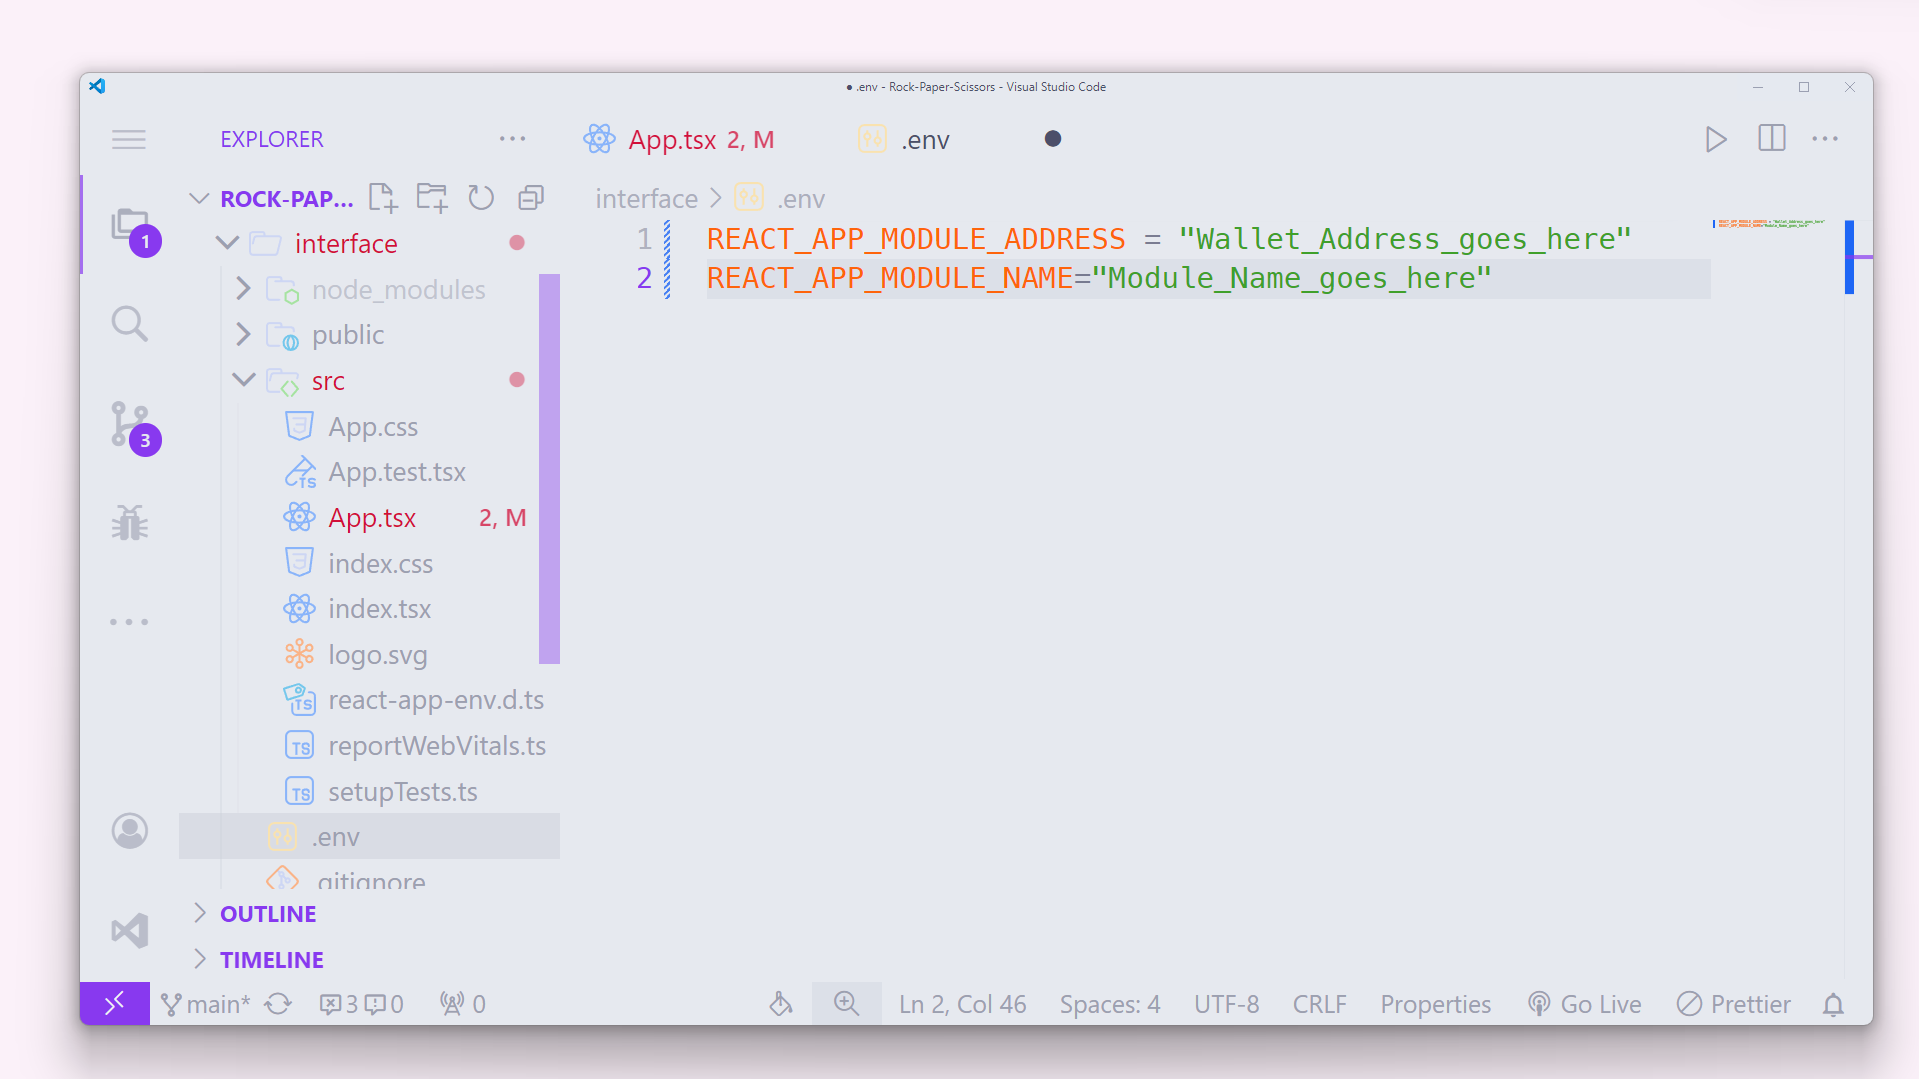 ● .env - Rock-Paper-Scissors - Visual Studio Code
EXPLORER
App.tsx 2, M
.env
ROCK-PAP...
interface > .env
interface
node_modules
public
src
App.css
App.test.tsx
App.tsx 2, M
index.css
index.tsx
logo.svg
react-app-env.d.ts
reportWebVitals.ts
setupTests.ts
.env
.gitignore
OUTLINE
TIMELINE
1
3
1 REACT_APP_MODULE_ADDRESS = "Wallet_Address_goes_here"
2 REACT_APP_MODULE_NAME="Module_Name_goes_here"
main* 3 0 0 Ln 2, Col 46 Spaces: 4 UTF-8 CRLF Properties Go Live Prettier